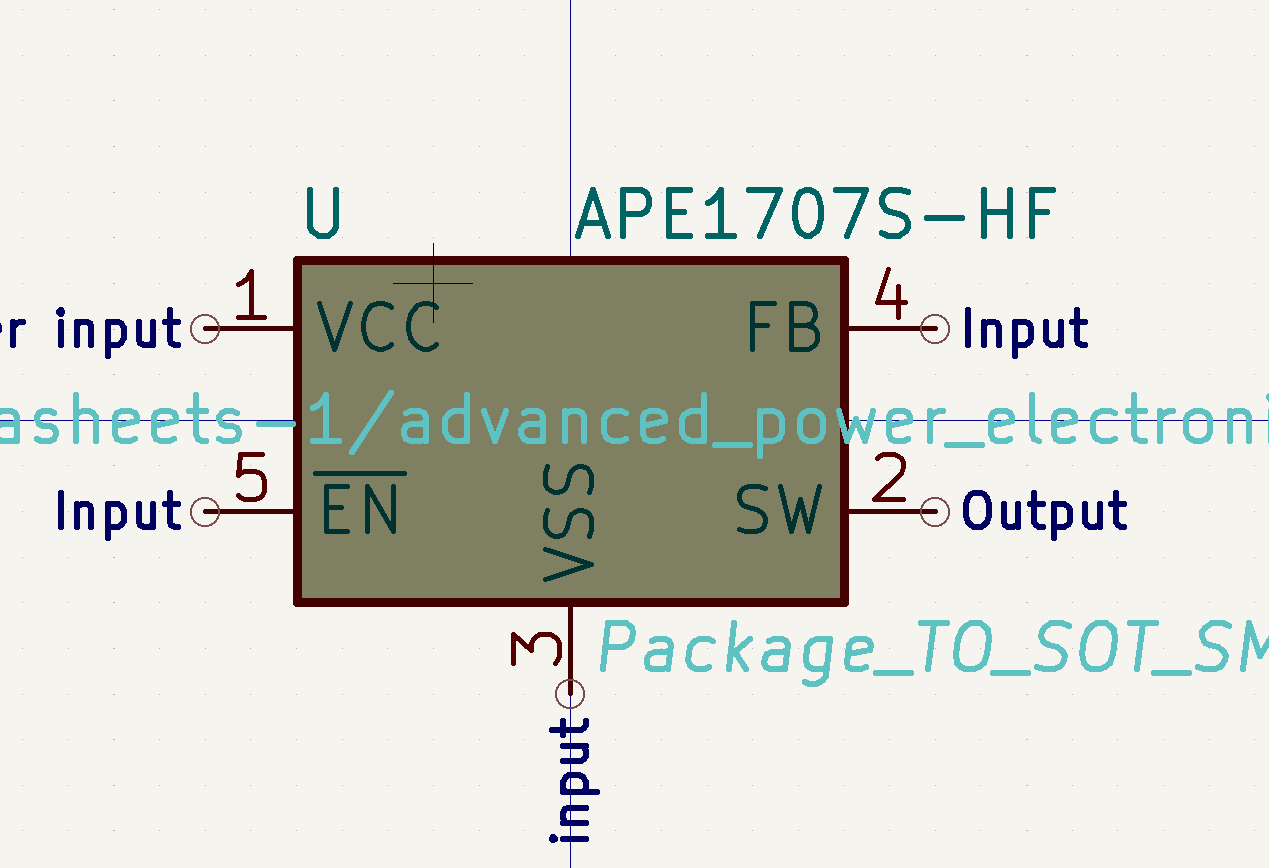 U APE1707S-HF
1 4
r input VCC FB Input
asheets-1/advanced_power_electroni
5 2
Input EN VSS SW Output
3 Package_TO_SOT_SM
input